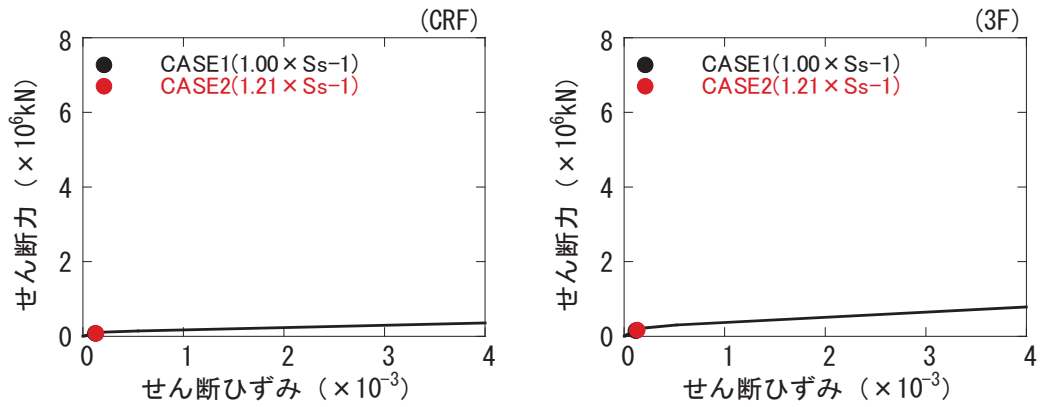 (CRF)
8
6
4
2
0
せん断力 (×10⁶kN)
CASE1(1.00×Ss-1)
CASE2(1.21×Ss-1)
0 1 2 3 4
せん断ひずみ (×10⁻³)
(3F)
8
6
4
2
0
せん断力 (×10⁶kN)
CASE1(1.00×Ss-1)
CASE2(1.21×Ss-1)
0 1 2 3 4
せん断ひずみ (×10⁻³)